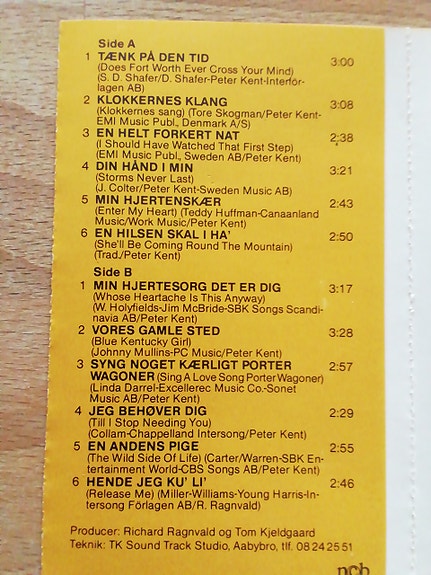 Side A
1 TÆNK PÅ DEN TID 3:00
(Does Fort Worth Ever Cross Your Mind)
(S. D. Shafer/D. Shafer-Peter Kent-Interför-
lagen AB)
2 KLOKKERNES KLANG 3:08
(Klokkernes sang) (Tore Skogman/Peter Kent-
EMI Music Publ., Denmark A/S)
3 EN HELT FORKERT NAT 2:38
(I Should Have Watched That First Step)
(EMI Music Publ., Sweden AB/Peter Kent)
4 DIN HÅND I MIN 3:21
(Storms Never Last)
(J. Colter/Peter Kent-Sweden Music AB)
5 MIN HJERTENSKÆR 2:43
(Enter My Heart) (Teddy Huffman-Canaanland
Music/Work Music/Peter Kent)
6 EN HILSEN SKAL I HA' 2:50
(She'll Be Coming Round The Mountain)
(Trad./Peter Kent)
Side B
1 MIN HJERTESORG DET ER DIG 3:17
(Whose Heartache Is This Anyway)
(W. Holyfields-Jim McBride-SBK Songs Scandi-
navia AB/Peter Kent)
2 VORES GAMLE STED 3:28
(Blue Kentucky Girl)
(Johnny Mullins-PC Music/Peter Kent)
3 SYNG NOGET KÆRLIGT PORTER 2:57
WAGONER (Sing A Love Song Porter Wagoner)
(Linda Darrel-Excellerec Music Co.-Sonet
Music AB/Peter Kent)
4 JEG BEHØVER DIG 2:29
(Till I Stop Needing You)
(Collam-Chappelland Intersong/Peter Kent)
5 EN ANDENS PIGE 2:55
(The Wild Side Of Life) (Carter/Warren-SBK En-
tertainment World-CBS Songs AB/Peter Kent)
6 HENDE JEG KU' LI' 2:46
(Release Me) (Miller-Williams-Young Harris-In-
tersong Förlagen AB/R. Ragnvald)
Producer: Richard Ragnvald og Tom Kjeldgaard
Teknik: TK Sound Track Studio, Aabybro, tlf. 08 24 25 51
ncb